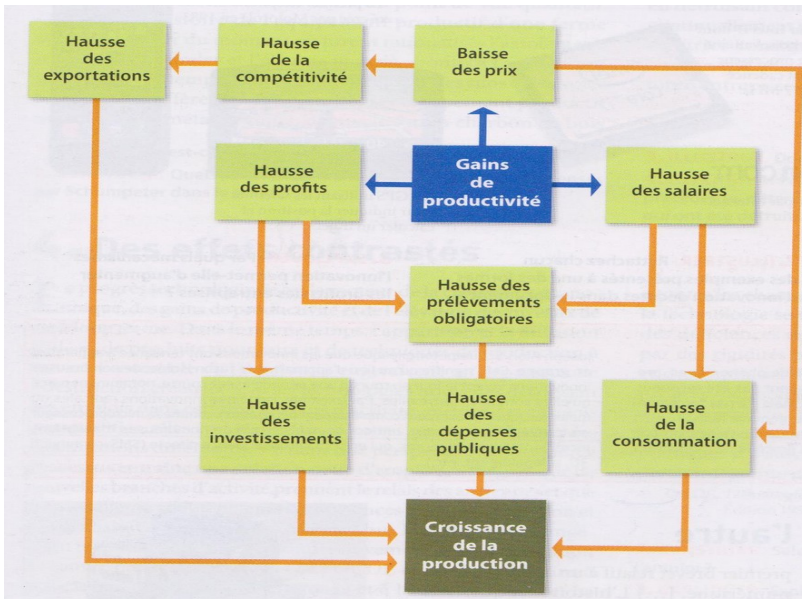 Hausse
des
exportations
Hausse
de la
compétitivité
Baisse
des prix
Hausse
des profits
Gains
de
productivité
Hausse
des salaires
Hausse des
prélèvements
obligatoires
Hausse
des
investissements
Hausse
des
dépenses
publiques
Hausse
de la
consommation
Croissance
de la
production